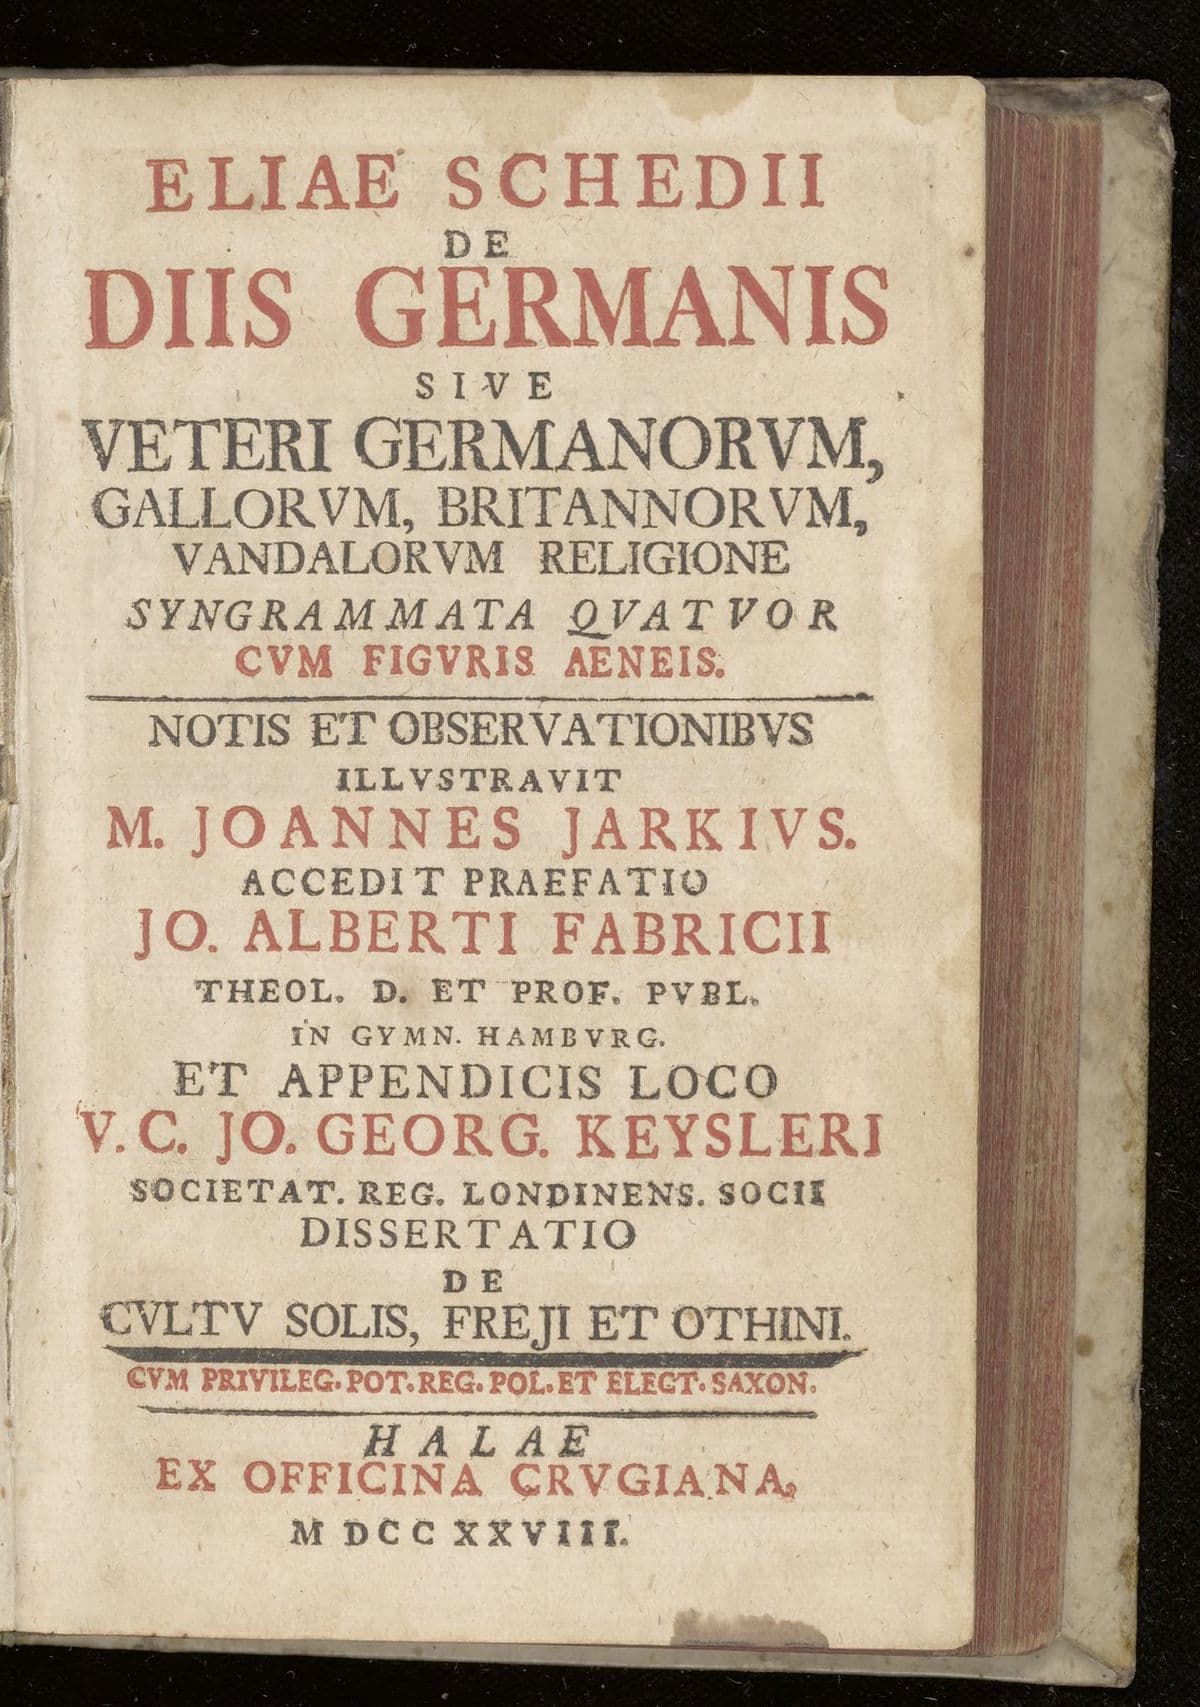 ELIAE SCHEDII
DE
DIIS GERMANIS
SIVE
VETERI GERMANORVM,
GALLORVM, BRITANNORVM,
VANDALORVM RELIGIONE
SYNGRAMMATA QVATVOR
CVM FIGVRIS AENEIS.
NOTIS ET OBSERVATIONIBVS
ILLVSTRAVIT
M. JOANNES JARKIVS.
ACCEDIT PRAEFATIO
JO. ALBERTI FABRICII
THEOL. D. ET PROF. PVBL.
IN GYMN. HAMBVRG.
ET APPENDICIS LOCO
V. C. JO. GEORG. KEYSLERI
SOCIETAT. REG. LONDINENS. SOCII
DISSERTATIO
DE
CVLTV SOLIS, FREJI ET OTHINI.
CVM PRIVILEG. POT. REG. POL. ET ELECT. SAXON.
HALAE
EX OFFICINA CRVGIANA,
M DCC XXVIII.